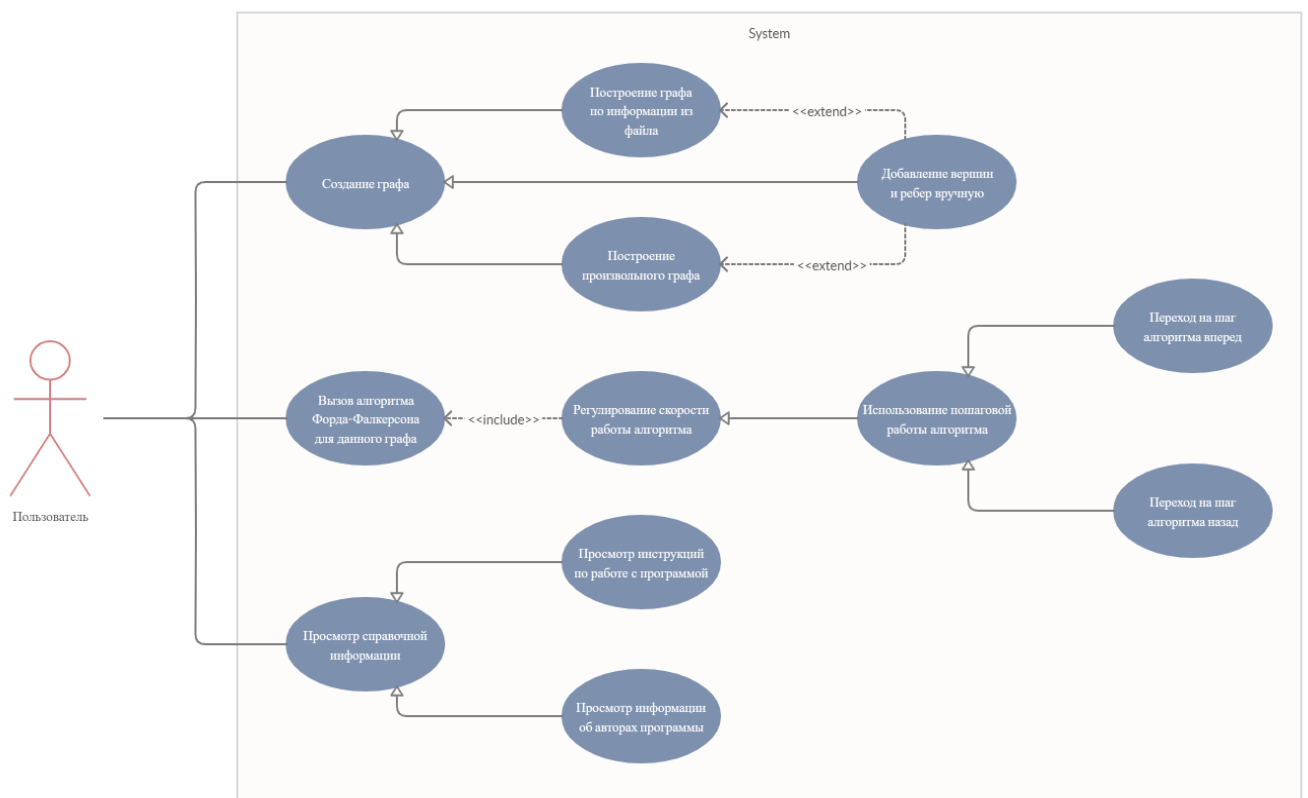 System
Построение графа
по информации из
файла
<<extend>>
Создание графа
Добавление вершин
и ребер вручную
Построение
произвольного графа
<<extend>>
Переход на шаг
алгоритма вперед
Вызов алгоритма
Форда-Фалкерсона
для данного графа
<<include>>
Регулирование скорости
работы алгоритма
Использование пошаговой
работы алгоритма
Переход на шаг
алгоритма назад
Пользователь
Просмотр инструкций
по работе с программой
Просмотр справочной
информации
Просмотр информации
об авторах программы